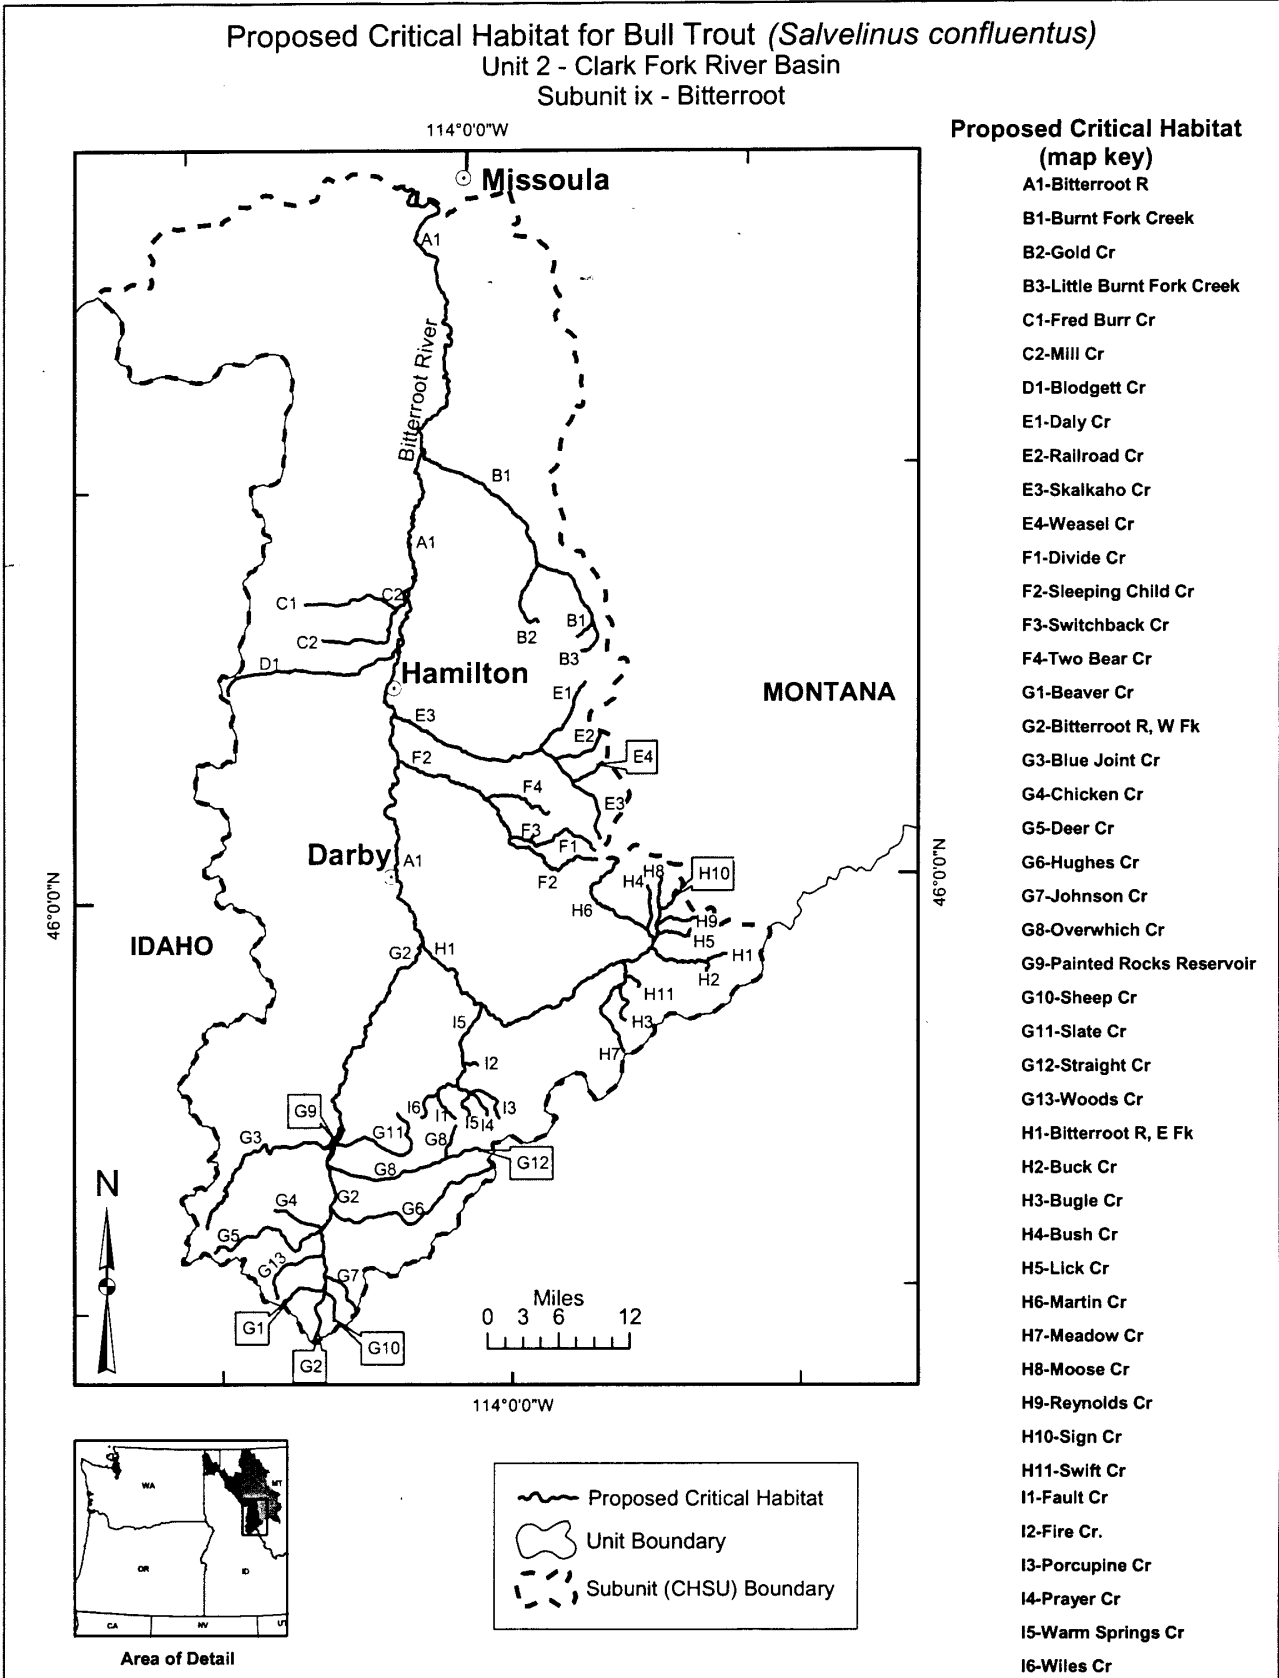 Proposed Critical Habitat for Bull Trout (Salvelinus confluentus)
Unit 2 - Clark Fork River Basin
Subunit ix - Bitterroot
114°0'0"W
Missoula
A1
Bitterroot River
B1
A1
C1
C2
C2
B2
B1
B3
D1
Hamilton
E1
MONTANA
E3
E2
E4
F2
F4
E3
F3
F1
Darby
A1
F2
H8
H4
H10
46°0'0"N
46°0'0"N
H6
H9
H5
IDAHO
G2
H1
H1
H2
H11
I5
H3
H7
I2
G9
I6
I1
I5
I4
I3
G3
G11
G8
G8
G12
N
G4
G2
G6
G5
G13
G7
G1
G10
G2
Miles
0 3 6 12
114°0'0"W
Proposed Critical Habitat
(map key)
A1-Bitterroot R
B1-Burnt Fork Creek
B2-Gold Cr
B3-Little Burnt Fork Creek
C1-Fred Burr Cr
C2-Mill Cr
D1-Blodgett Cr
E1-Daly Cr
E2-Railroad Cr
E3-Skalkaho Cr
E4-Weasel Cr
F1-Divide Cr
F2-Sleeping Child Cr
F3-Switchback Cr
F4-Two Bear Cr
G1-Beaver Cr
G2-Bitterroot R, W Fk
G3-Blue Joint Cr
G4-Chicken Cr
G5-Deer Cr
G6-Hughes Cr
G7-Johnson Cr
G8-Overwhich Cr
G9-Painted Rocks Reservoir
G10-Sheep Cr
G11-Slate Cr
G12-Straight Cr
G13-Woods Cr
H1-Bitterroot R, E Fk
H2-Buck Cr
H3-Bugle Cr
H4-Bush Cr
H5-Lick Cr
H6-Martin Cr
H7-Meadow Cr
H8-Moose Cr
H9-Reynolds Cr
H10-Sign Cr
H11-Swift Cr
I1-Fault Cr
I2-Fire Cr.
I3-Porcupine Cr
I4-Prayer Cr
I5-Warm Springs Cr
I6-Wiles Cr
WA
MT
OR
ID
CA
NV
UT
Area of Detail
Proposed Critical Habitat
Unit Boundary
Subunit (CHSU) Boundary